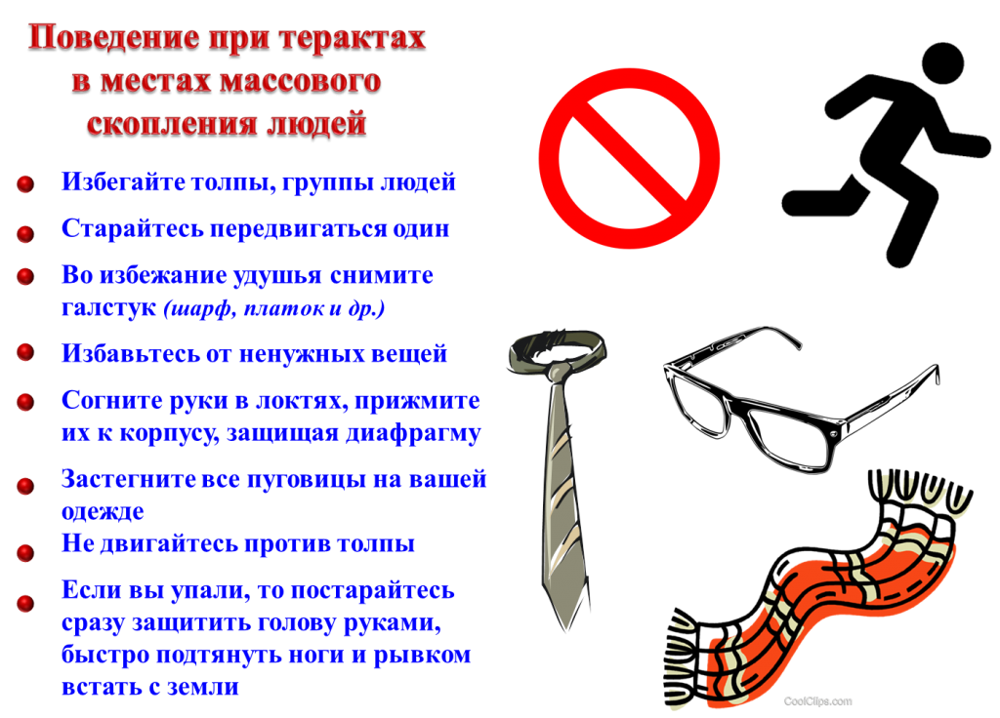 Поведение при терактах
в местах массового
скопления людей
Избегайте толпы, группы людей
Старайтесь передвигаться один
Во избежание удушья снимите
галстук (шарф, платок и др.)
Избавьтесь от ненужных вещей
Согните руки в локтях, прижмите
их к корпусу, защищая диафрагму
Застегните все пуговицы на вашей
одежде
Не двигайтесь против толпы
Если вы упали, то постарайтесь
сразу защитить голову руками,
быстро подтянуть ноги и рывком
встать с земли
CoolClips.com